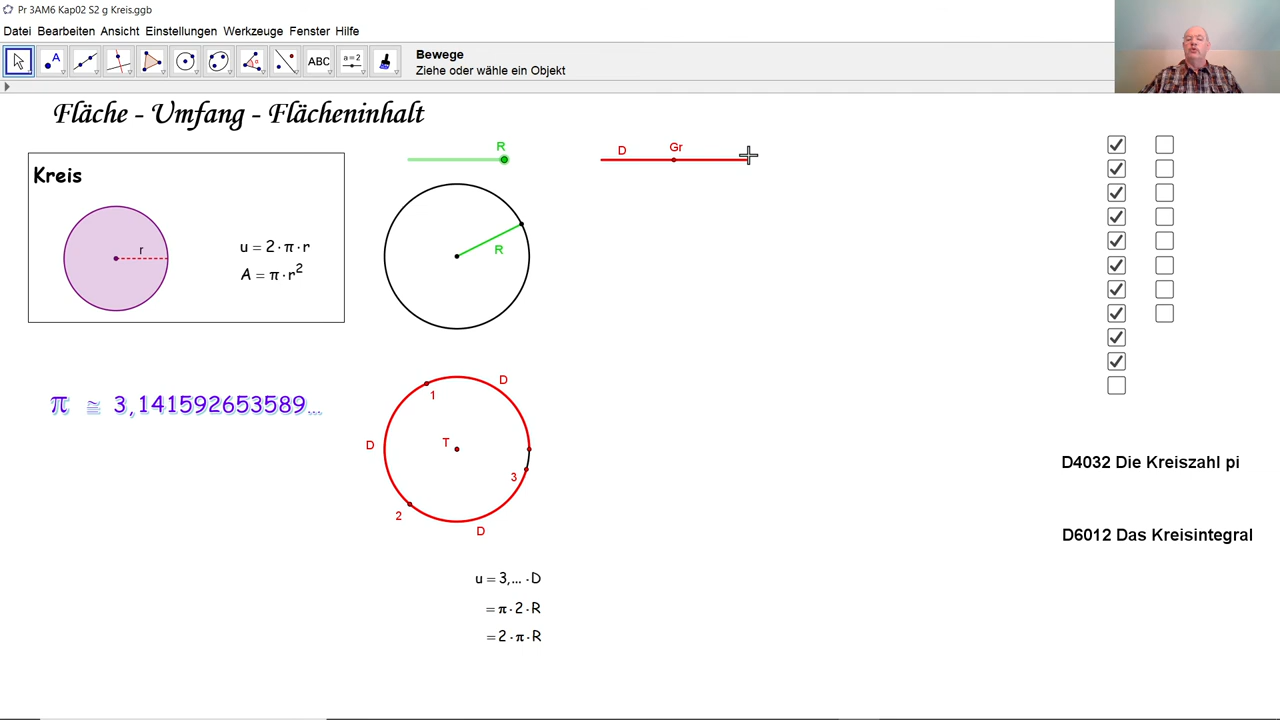 Pr 3AM6 Kap02 S2 g Kreis.ggb
Datei Bearbeiten Ansicht Einstellungen Werkzeuge Fenster Hilfe
A
α
ABC
a=2
Bewege
Ziehe oder wähle ein Objekt
Fläche - Umfang - Flächeninhalt
Kreis
r
u = 2 · π · r
A = π · r²
R
D Gr
R
π ≅ 3,141592653589...
D
1
D
T
3
2
D
u = 3,... · D
= π · 2 · R
= 2 · π · R
D4032 Die Kreiszahl pi
D6012 Das Kreisintegral